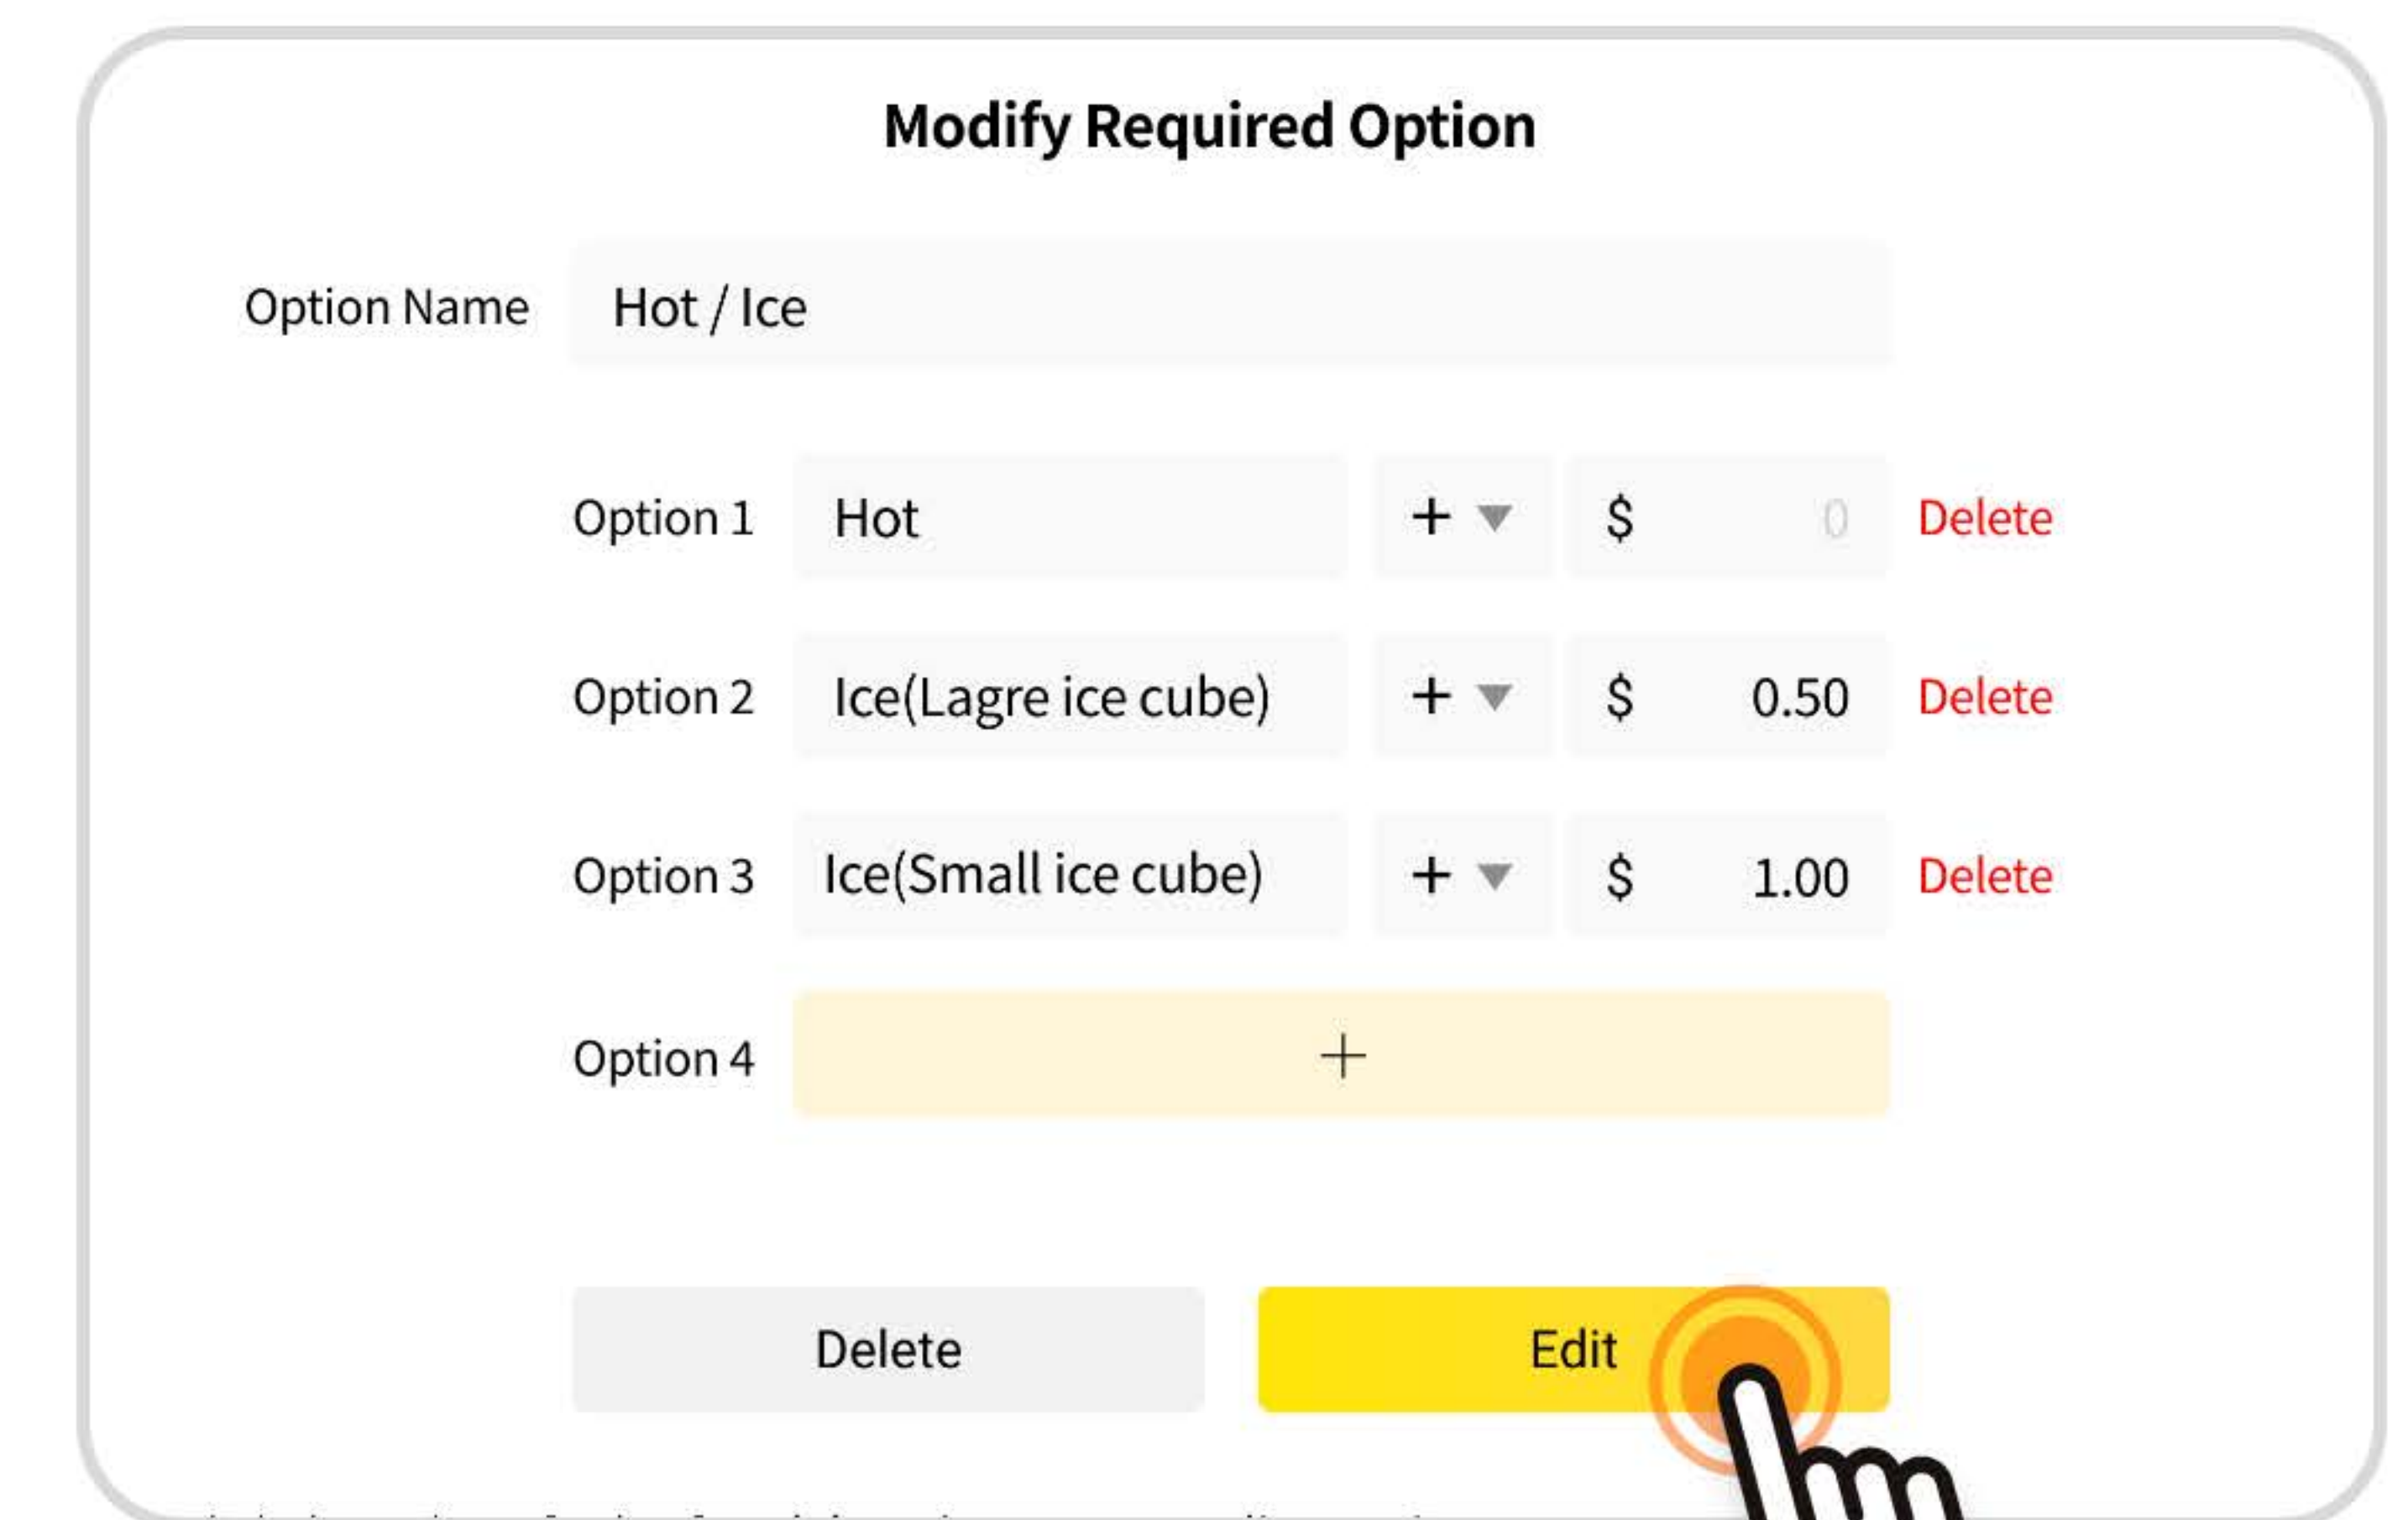 Modify Required Option
Option Name Hot / Ice
Option 1 Hot + ▼ $ 0 Delete
Option 2 Ice(Lagre ice cube) + ▼ $ 0.50 Delete
Option 3 Ice(Small ice cube) + ▼ $ 1.00 Delete
Option 4 +
Delete Edit